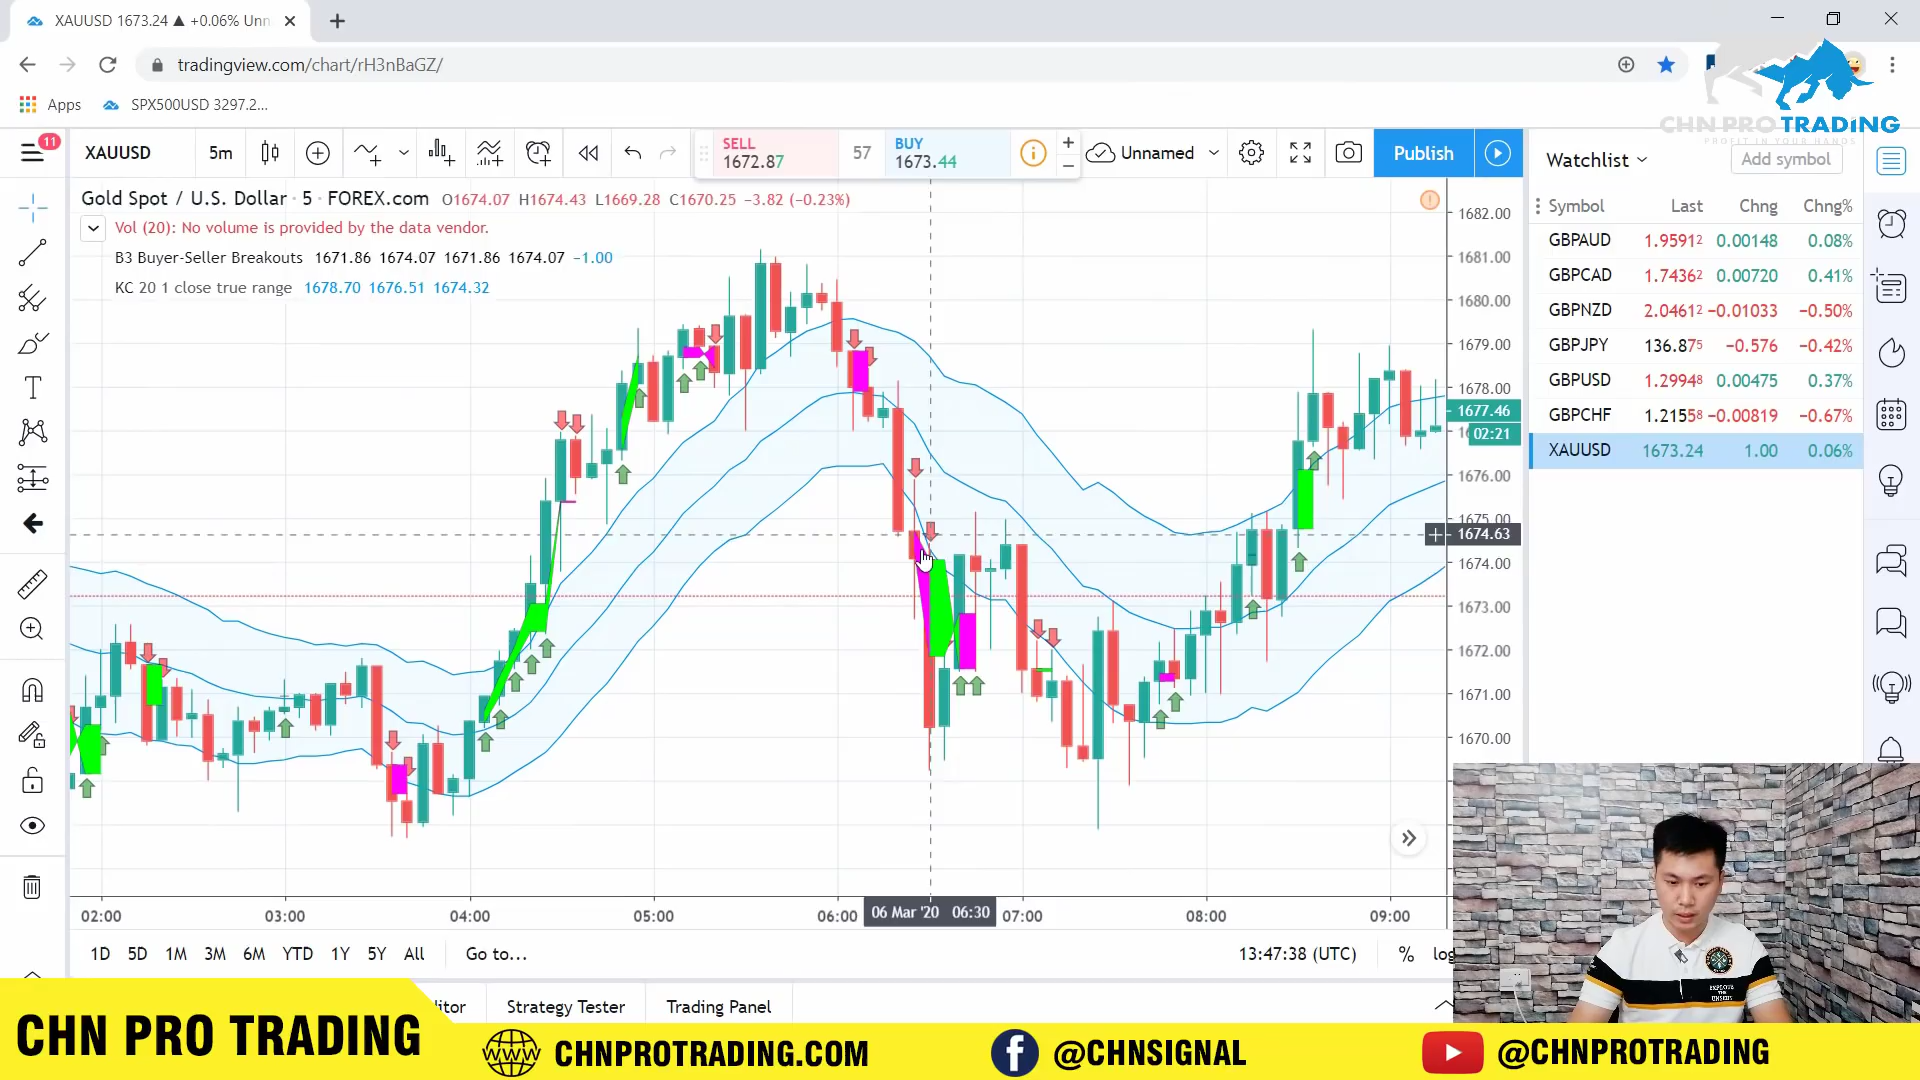 XAUUSD 1673.24 ▲ +0.06% Unn
tradingview.com/chart/rH3nBaGZ/
Apps
SPX500USD 3297.2...
CHN PRO TRADING
PROFIT IN YOUR HANDS
11
XAUUSD
5m
SELL
1672.87
57
BUY
1673.44
Unnamed
Publish
Watchlist
Add symbol
Gold Spot / U.S. Dollar · 5 · FOREX.com O1674.07 H1674.43 L1669.28 C1670.25 −3.82 (−0.23%)
Vol (20): No volume is provided by the data vendor.
B3 Buyer-Seller Breakouts 1671.86 1674.07 1671.86 1674.07 −1.00
KC 20 1 close true range 1678.70 1676.51 1674.32
Symbol Last Chng Chng%
GBPAUD 1.95912 0.00148 0.08%
GBPCAD 1.74362 0.00720 0.41%
GBPNZD 2.04612 −0.01033 −0.50%
GBPJPY 136.875 −0.576 −0.42%
GBPUSD 1.29948 0.00475 0.37%
GBPCHF 1.21558 −0.00819 −0.67%
XAUUSD 1673.24 1.00 0.06%
1682.00
1681.00
1680.00
1679.00
1678.00
1677.46
02:21
1676.00
1675.00
1674.63
1674.00
1673.00
1672.00
1671.00
1670.00
02:00 03:00 04:00 05:00 06:00 06 Mar '20 06:30 07:00 08:00 09:00
1D 5D 1M 3M 6M YTD 1Y 5Y All Go to... 13:47:38 (UTC) % log
itor Strategy Tester Trading Panel
CHN PRO TRADING
WWW CHNPROTRADING.COM
@CHNSIGNAL
@CHNPROTRADING